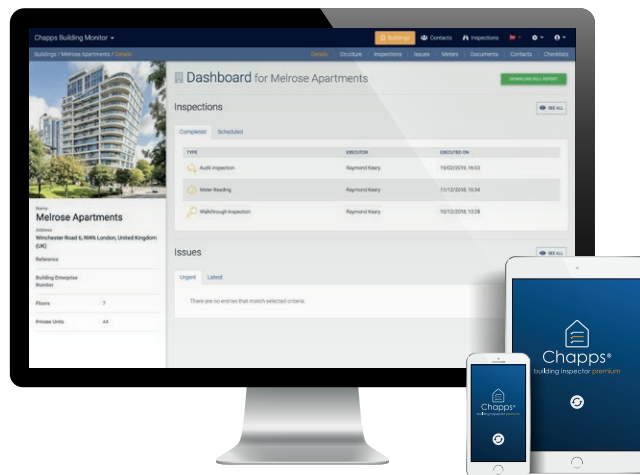 Chapps Building Monitor
Buildings Contacts Inspections
Buildings / Melrose Apartments / Details
Details Structure Inspections Issues Meters Documents Contacts Checklists
Dashboard for Melrose Apartments
DOWNLOAD FULL REPORT
Inspections
SEE ALL
Completed Scheduled
TYPE EXECUTOR EXECUTED ON
Audit inspection Raymond Keary 19/02/2019, 16:03
Meter Reading Raymond Keary 11/12/2018, 16:34
Walkthrough inspection Raymond Keary 10/12/2018, 13:28
Name
Melrose Apartments
Address
Winchester Road 6, NW6 London, United Kingdom
(UK)
Reference
Building Enterprise
Number
Floors 7
Private Units 44
Issues
SEE ALL
Urgent Latest
There are no entries that match selected criteria.
Chapps®
building inspector premium
Chapps®
building inspector premium